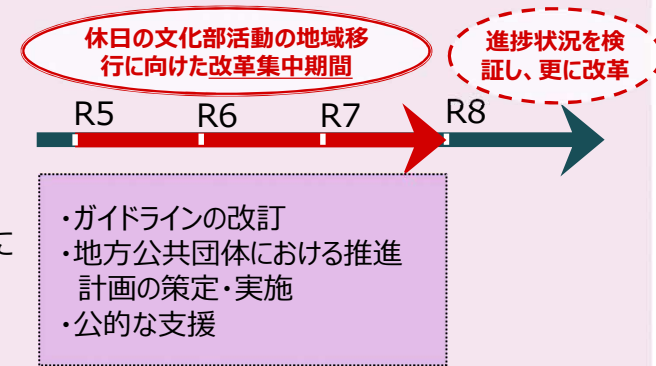 休日の文化部活動の地域移
行に向けた改革集中期間
進捗状況を検
証し、更に改革
R5 R6 R7 R8
に
・ガイドラインの改訂
・地方公共団体における推進
計画の策定・実施
・公的な支援